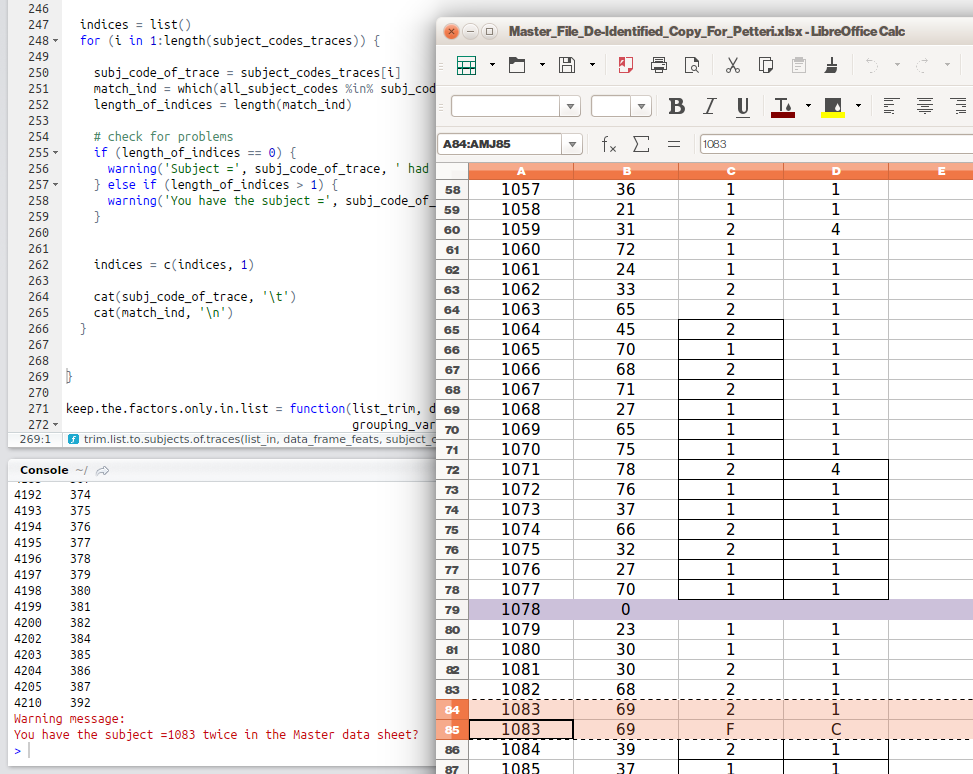 246
247 indices = list()
248 for (i in 1:length(subject_codes_traces)) {
249
250 subj_code_of_trace = subject_codes_traces[i]
251 match_ind = which(all_subject_codes %in% subj_cod
252 length_of_indices = length(match_ind)
253
254 # check for problems
255 if (length_of_indices == 0) {
256 warning('Subject =', subj_code_of_trace, ' had
257 } else if (length_of_indices > 1) {
258 warning('You have the subject =', subj_code_of_
259 }
260
261
262 indices = c(indices, 1)
263
264 cat(subj_code_of_trace, '\t')
265 cat(match_ind, '\n')
266 }
267
268
269 }
270
271 keep.the.factors.only.in.list = function(list_trim, d
272 grouping_var
269:1 trim.list.to.subjects.of.traces(list_in, data_frame_feats, subject_c
Console ~/
4192 374
4193 375
4194 376
4195 377
4196 378
4197 379
4198 380
4199 381
4200 382
4202 384
4203 385
4204 386
4205 387
4210 392
Warning message:
You have the subject =1083 twice in the Master data sheet?
>
Master_File_De-Identified_Copy_For_Petteri.xlsx - LibreOffice Calc
A84:AMJ85 1083
A B C D E
58 1057 36 1 1
59 1058 21 1 1
60 1059 31 2 4
61 1060 72 1 1
62 1061 24 1 1
63 1062 33 2 1
64 1063 65 2 1
65 1064 45 2 1
66 1065 70 1 1
67 1066 68 2 1
68 1067 71 2 1
69 1068 27 1 1
70 1069 65 1 1
71 1070 75 1 1
72 1071 78 2 4
73 1072 76 1 1
74 1073 37 1 1
75 1074 66 2 1
76 1075 32 2 1
77 1076 27 1 1
78 1077 70 1 1
79 1078 0
80 1079 23 1 1
81 1080 30 1 1
82 1081 30 2 1
83 1082 68 2 1
84 1083 69 2 1
85 1083 69 F C
86 1084 39 2 1
87 1085 37 1 1